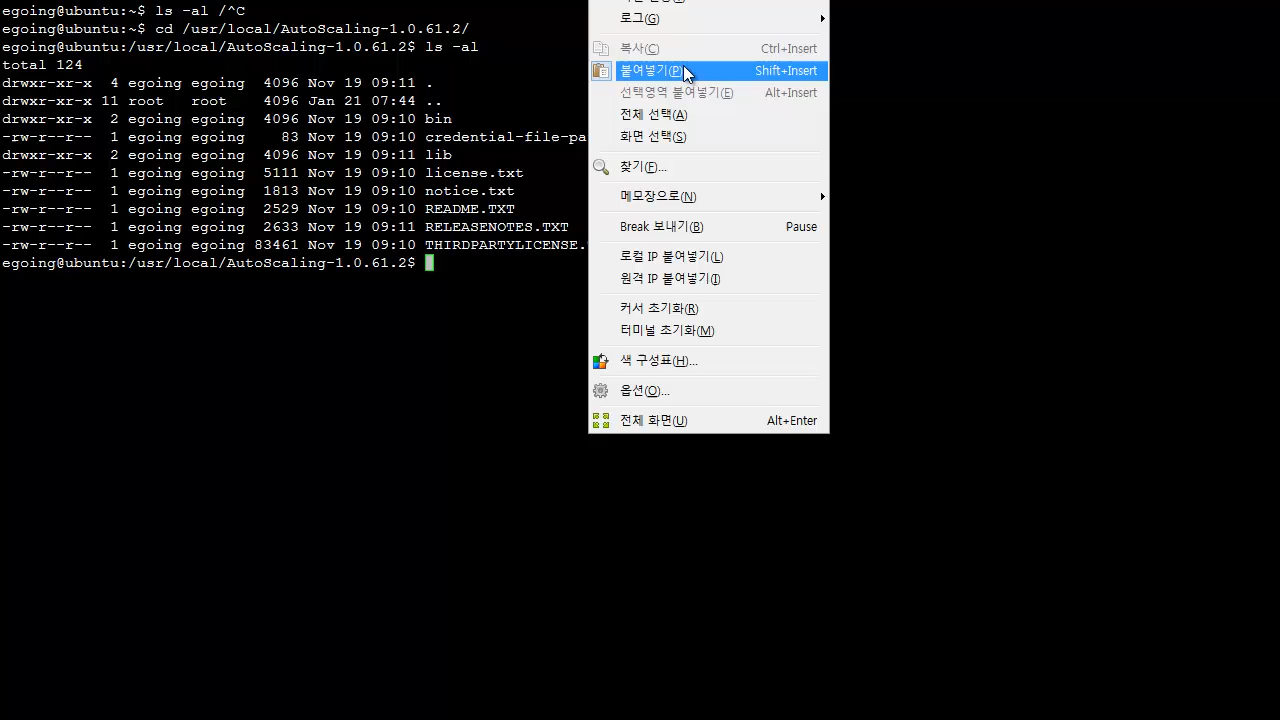 egoing@ubuntu:~$ ls -al /^C
egoing@ubuntu:~$ cd /usr/local/AutoScaling-1.0.61.2/
egoing@ubuntu:/usr/local/AutoScaling-1.0.61.2$ ls -al
total 124
drwxr-xr-x  4 egoing egoing  4096 Nov 19 09:11 .
drwxr-xr-x 11 root   root    4096 Jan 21 07:44 ..
drwxr-xr-x  2 egoing egoing  4096 Nov 19 09:11 bin
-rw-r--r--  1 egoing egoing    83 Nov 19 09:10 credential-file-pa
drwxr-xr-x  2 egoing egoing  4096 Nov 19 09:11 lib
-rw-r--r--  1 egoing egoing  5111 Nov 19 09:10 license.txt
-rw-r--r--  1 egoing egoing  1813 Nov 19 09:10 notice.txt
-rw-r--r--  1 egoing egoing  2529 Nov 19 09:10 README.TXT
-rw-r--r--  1 egoing egoing  2633 Nov 19 09:11 RELEASENOTES.TXT
-rw-r--r--  1 egoing egoing 83461 Nov 19 09:10 THIRDPARTYLICENSE.
egoing@ubuntu:/usr/local/AutoScaling-1.0.61.2$
로그(G)
복사(C) Ctrl+Insert
붙여넣기(P) Shift+Insert
선택영역 붙여넣기(E) Alt+Insert
전체 선택(A)
화면 선택(S)
찾기(F)...
메모장으로(N)
Break 보내기(B) Pause
로컬 IP 붙여넣기(L)
원격 IP 붙여넣기(I)
커서 초기화(R)
터미널 초기화(M)
색 구성표(H)...
옵션(O)...
전체 화면(U) Alt+Enter